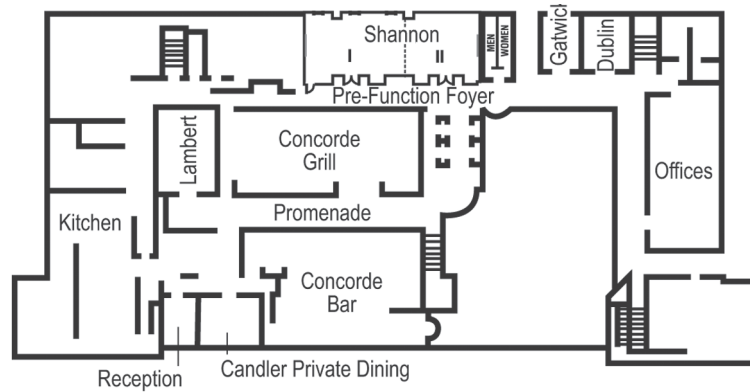 Shannon
I
II
MEN
WOMEN
Gatwick
Dublin
Pre-Function Foyer
Lambert
Concorde
Grill
Offices
Promenade
Kitchen
Concorde
Bar
Reception
Candler Private Dining